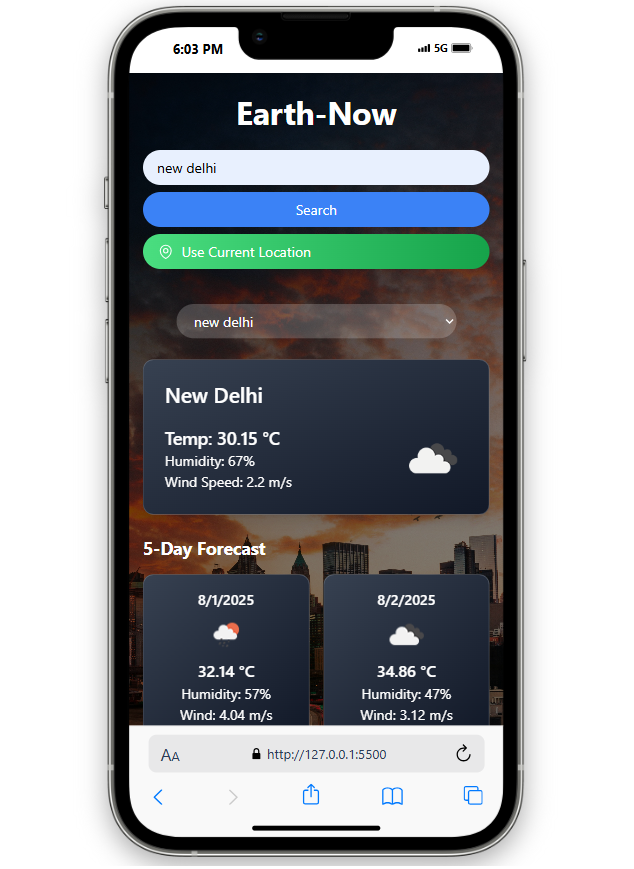 6:03 PM 5G
Earth-Now
new delhi
Search
Use Current Location
new delhi
New Delhi
Temp: 30.15 °C
Humidity: 67%
Wind Speed: 2.2 m/s
5-Day Forecast
8/1/2025
32.14 °C
Humidity: 57%
Wind: 4.04 m/s
8/2/2025
34.86 °C
Humidity: 47%
Wind: 3.12 m/s
AA http://127.0.0.1:5500